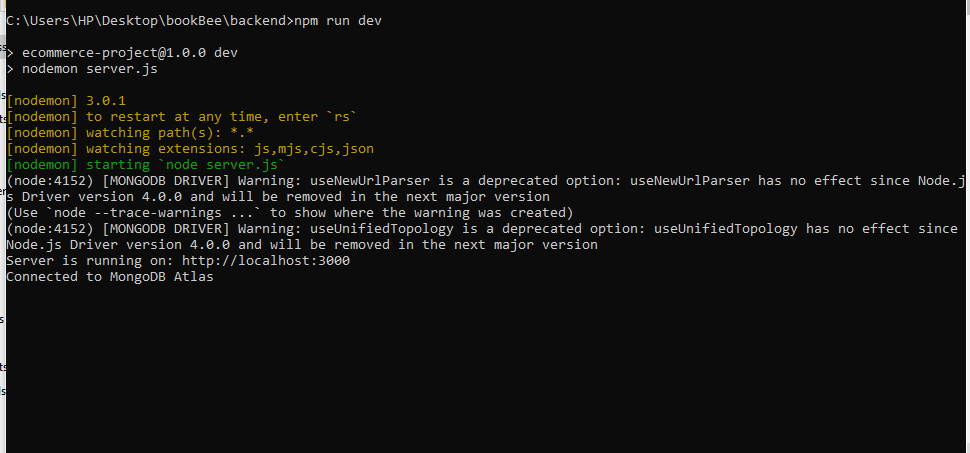 C:\Users\HP\Desktop\bookBee\backend>npm run dev
> ecommerce-project@1.0.0 dev
> nodemon server.js
[nodemon] 3.0.1
[nodemon] to restart at any time, enter `rs`
[nodemon] watching path(s): *.*
[nodemon] watching extensions: js,mjs,cjs,json
[nodemon] starting `node server.js`
(node:4152) [MONGODB DRIVER] Warning: useNewUrlParser is a deprecated option: useNewUrlParser has no effect since Node.j
s Driver version 4.0.0 and will be removed in the next major version
(Use `node --trace-warnings ...` to show where the warning was created)
(node:4152) [MONGODB DRIVER] Warning: useUnifiedTopology is a deprecated option: useUnifiedTopology has no effect since
Node.js Driver version 4.0.0 and will be removed in the next major version
Server is running on: http://localhost:3000
Connected to MongoDB Atlas